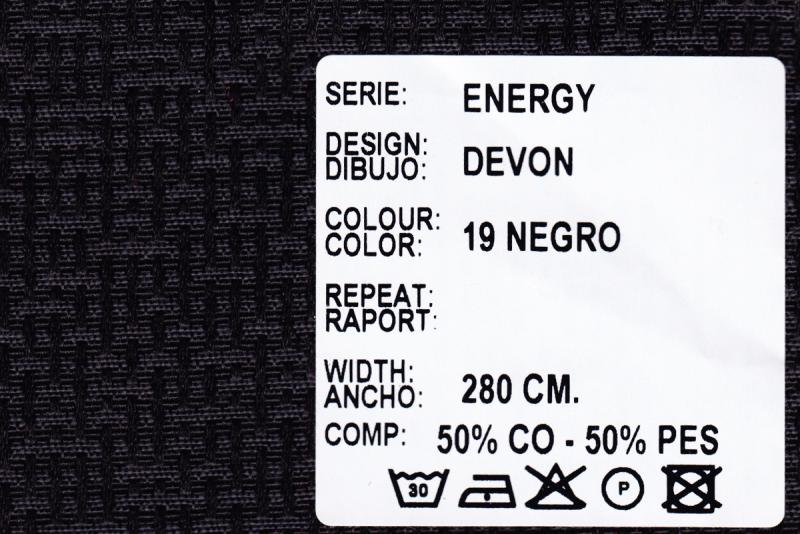 SERIE: ENERGY
DESIGN:
DIBUJO: DEVON
COLOUR:
COLOR: 19 NEGRO
REPEAT:
RAPORT:
WIDTH:
ANCHO: 280 CM.
COMP: 50% CO - 50% PES
30 P